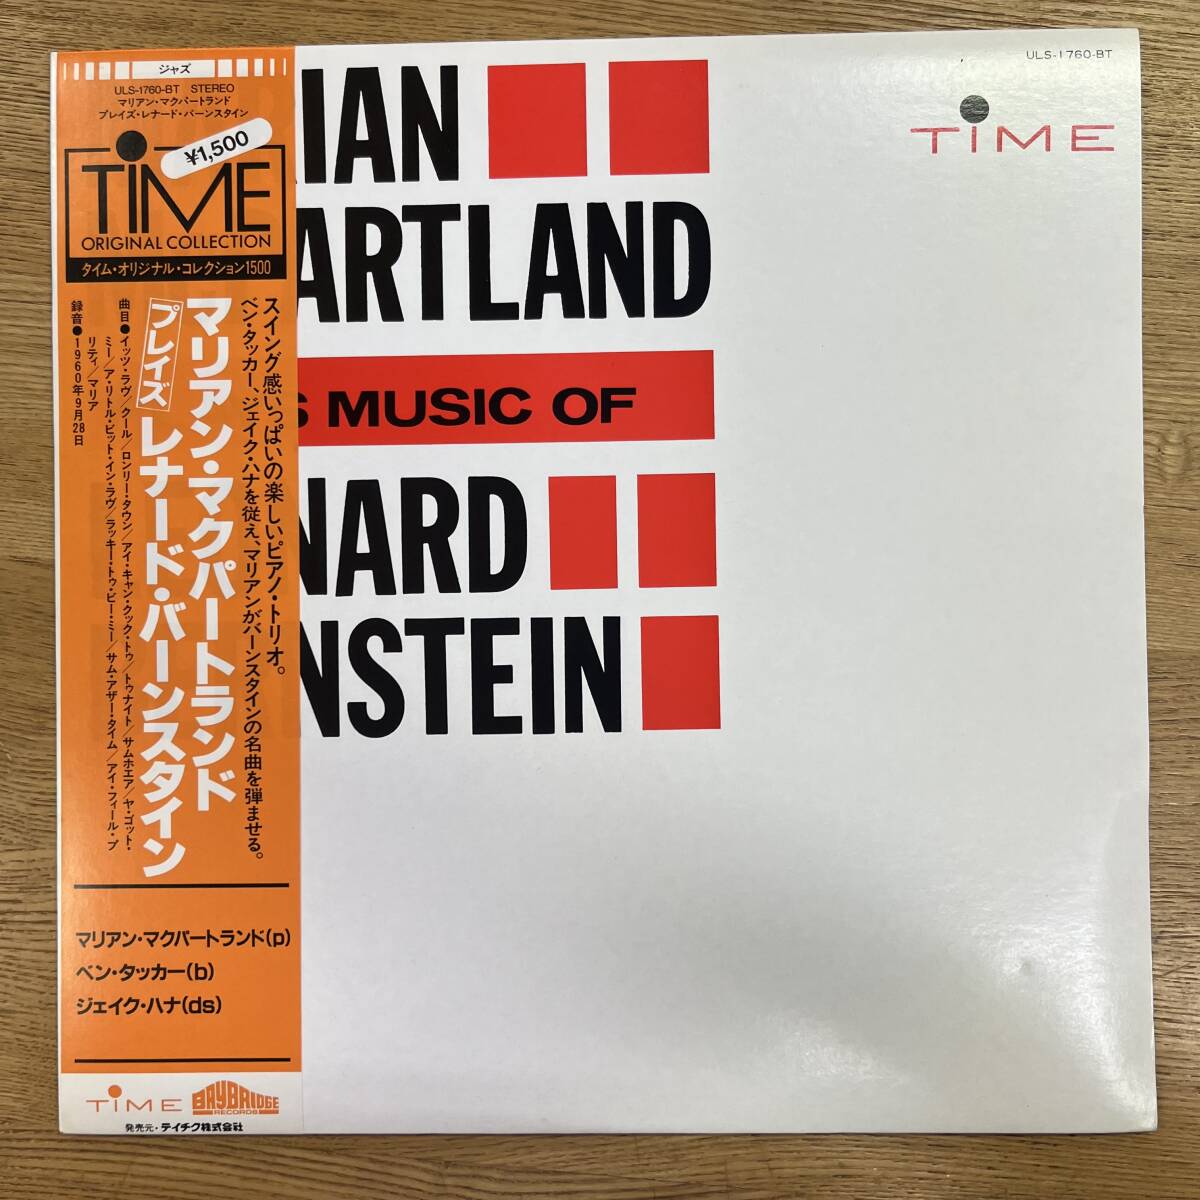 ジャズ
ULS-1760-BT STEREO
マリアン・マクパートランド
プレイズ・レナード・バーンスタイン
TIME
¥1,500
ORIGINAL COLLECTION
タイム・オリジナル・コレクション1500
スイング感いっぱいの楽しいピアノ・トリオ。
ベン・タッカー、ジェイク・ハナを従え、マリアンがバーンスタインの名曲を弾ませる。
マリアン・マクパートランド
プレイズ レナード・バーンスタイン
曲目●イッツ・ラヴ/クール/ロンリー・タウン/アイ・キャン・クック・トゥ/トゥナイト/サムホエア/ヤ・ゴット・
ミー/ア・リトル・ビット・イン・ラヴ/ラッキー・トゥ・ビー・ミー/サム・アザー・タイム/アイ・フィール・プ
リティ/マリア
録音●1960年9月28日
マリアン・マクパートランド(p)
ベン・タッカー(b)
ジェイク・ハナ(ds)
TIME
BAYBRIDGE
RECORDS
発売元・テイチク株式会社
ULS-1760-BT
TIME
RIAN
ARTLAND
S MUSIC OF
NARD
NSTEIN